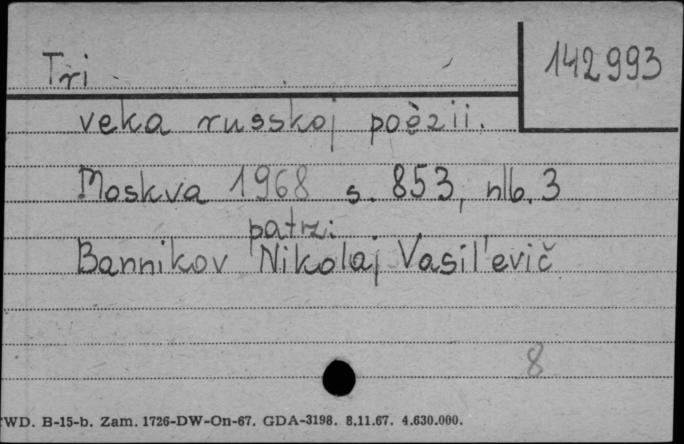 142993
Tri
veka russkoj poèzii.
Moskva 1968 s. 853, nlb. 3
patrz:
Bannikov Nikolaj Vasil'evič
8
WD. B-15-b. Zam. 1726-DW-On-67. GDA-3198. 8.11.67. 4.630.000.